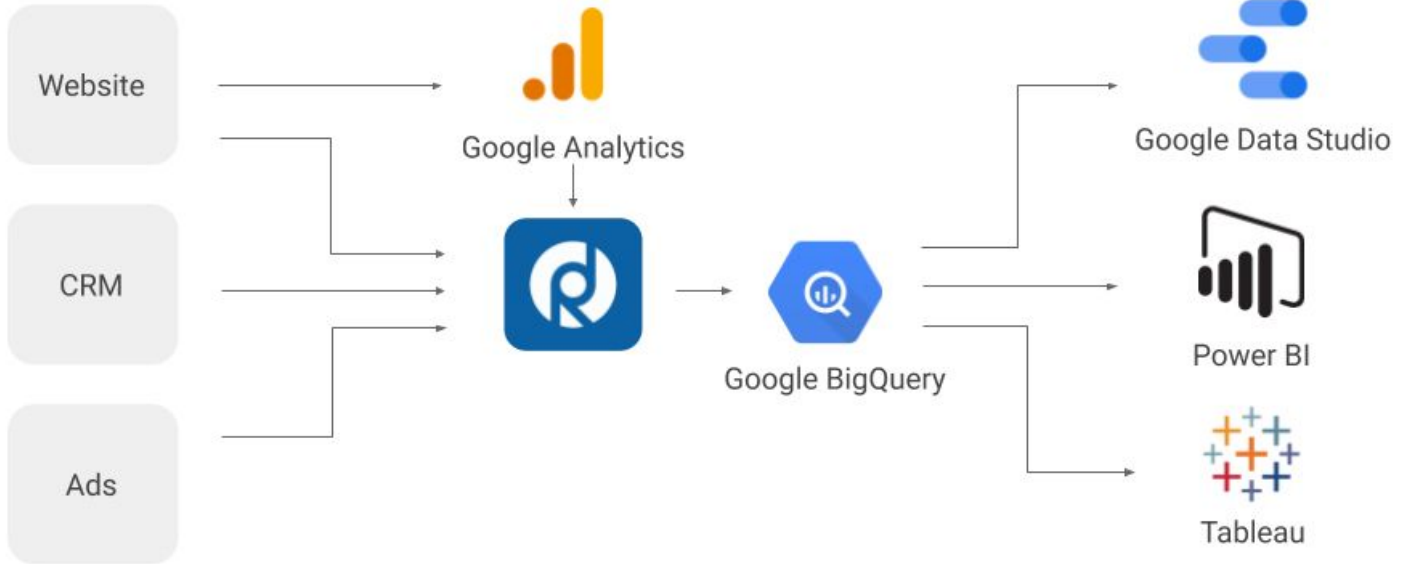 Website
Google Analytics
Google Data Studio
CRM
Google BigQuery
Power BI
Ads
Tableau